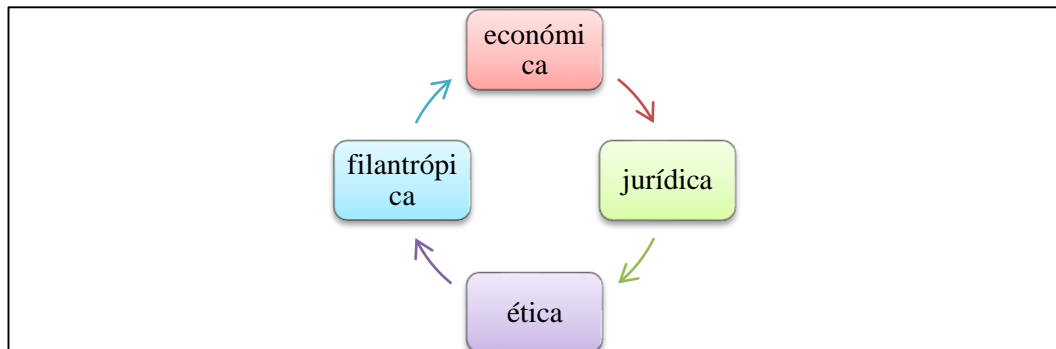 económi
ca
filantrópi
ca
jurídica
ética